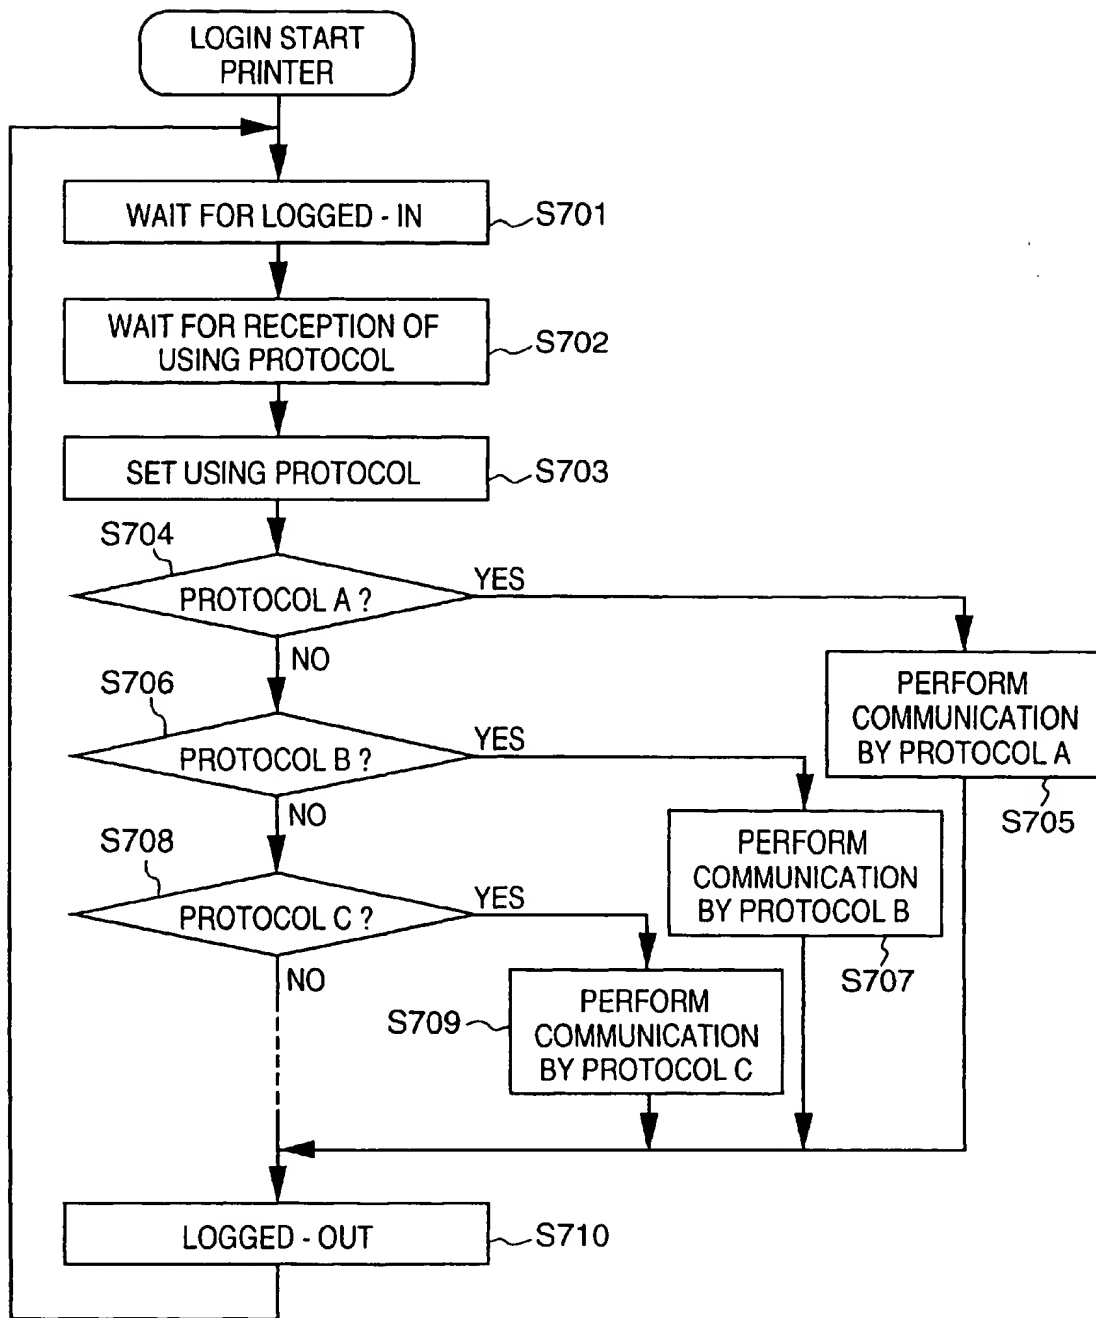 LOGIN START
PRINTER
WAIT FOR LOGGED - IN
S701
WAIT FOR RECEPTION OF
USING PROTOCOL
S702
SET USING PROTOCOL
S703
S704
PROTOCOL A ?
YES
NO
PERFORM
COMMUNICATION
BY PROTOCOL A
S705
S706
PROTOCOL B ?
YES
NO
PERFORM
COMMUNICATION
BY PROTOCOL B
S707
S708
PROTOCOL C ?
YES
NO
S709
PERFORM
COMMUNICATION
BY PROTOCOL C
LOGGED - OUT
S710